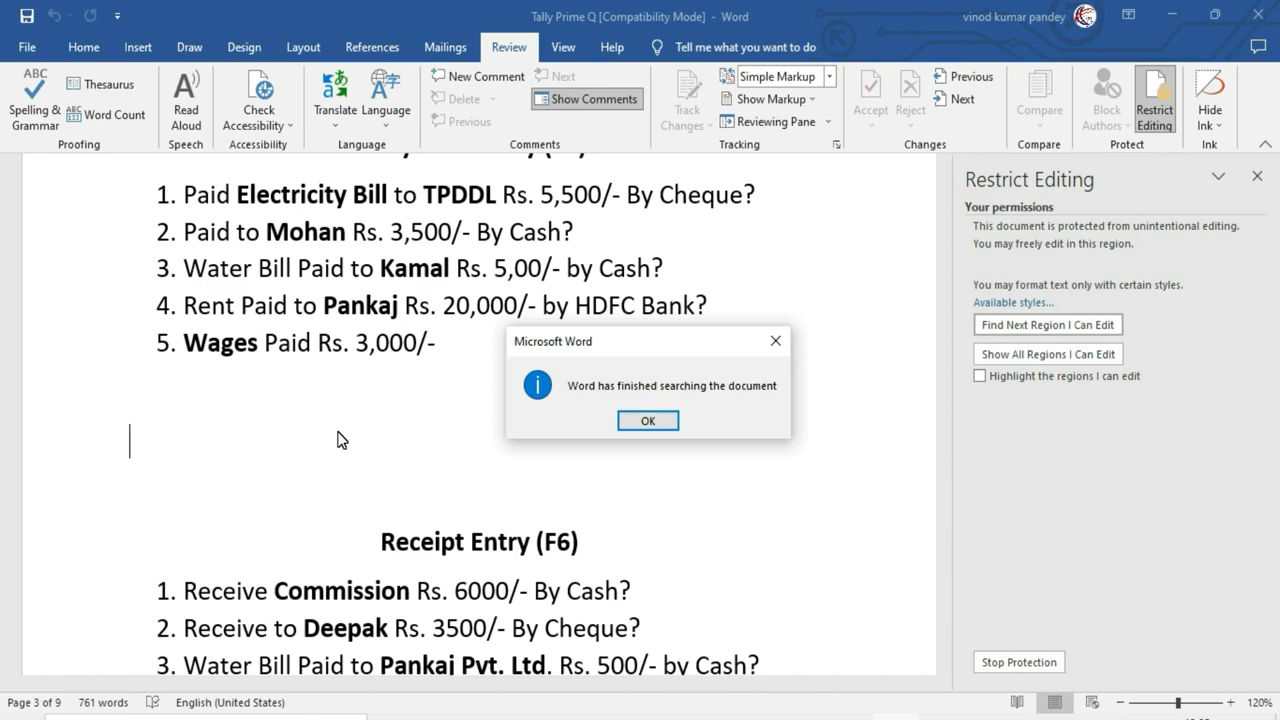 Tally Prime Q [Compatibility Mode] - Word
vinod kumar pandey
File Home Insert Draw Design Layout References Mailings Review View Help Tell me what you want to do
ABC
Spelling & Grammar
Thesaurus
ABC 123 Word Count
Proofing
Read Aloud
Speech
Check Accessibility
Accessibility
Translate
Language
Language
New Comment
Delete
Previous
Next
Show Comments
Comments
Track Changes
Simple Markup
Show Markup
Reviewing Pane
Tracking
Accept
Reject
Previous
Next
Changes
Compare
Compare
Block Authors
Restrict Editing
Protect
Hide Ink
Ink
1. Paid Electricity Bill to TPDDL Rs. 5,500/- By Cheque?
2. Paid to Mohan Rs. 3,500/- By Cash?
3. Water Bill Paid to Kamal Rs. 5,00/- by Cash?
4. Rent Paid to Pankaj Rs. 20,000/- by HDFC Bank?
5. Wages Paid Rs. 3,000/-
Microsoft Word
Word has finished searching the document
OK
Receipt Entry (F6)
1. Receive Commission Rs. 6000/- By Cash?
2. Receive to Deepak Rs. 3500/- By Cheque?
3. Water Bill Paid to Pankaj Pvt. Ltd. Rs. 500/- by Cash?
Restrict Editing
Your permissions
This document is protected from unintentional editing.
You may freely edit in this region.
You may format text only with certain styles.
Available styles...
Find Next Region I Can Edit
Show All Regions I Can Edit
Highlight the regions I can edit
Stop Protection
Page 3 of 9 761 words English (United States)
120%